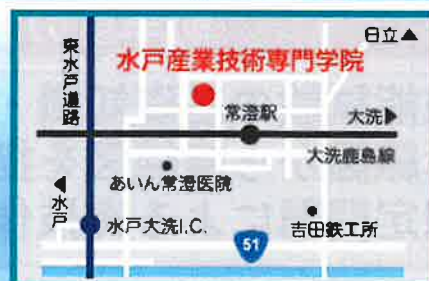 日立▲
東水戸道路
水戸産業技術専門学院
常澄駅
大洗▶
大洗鹿島線
◀水戸
あいん常澄医院
水戸大洗I.C.
吉田鉄工所
51